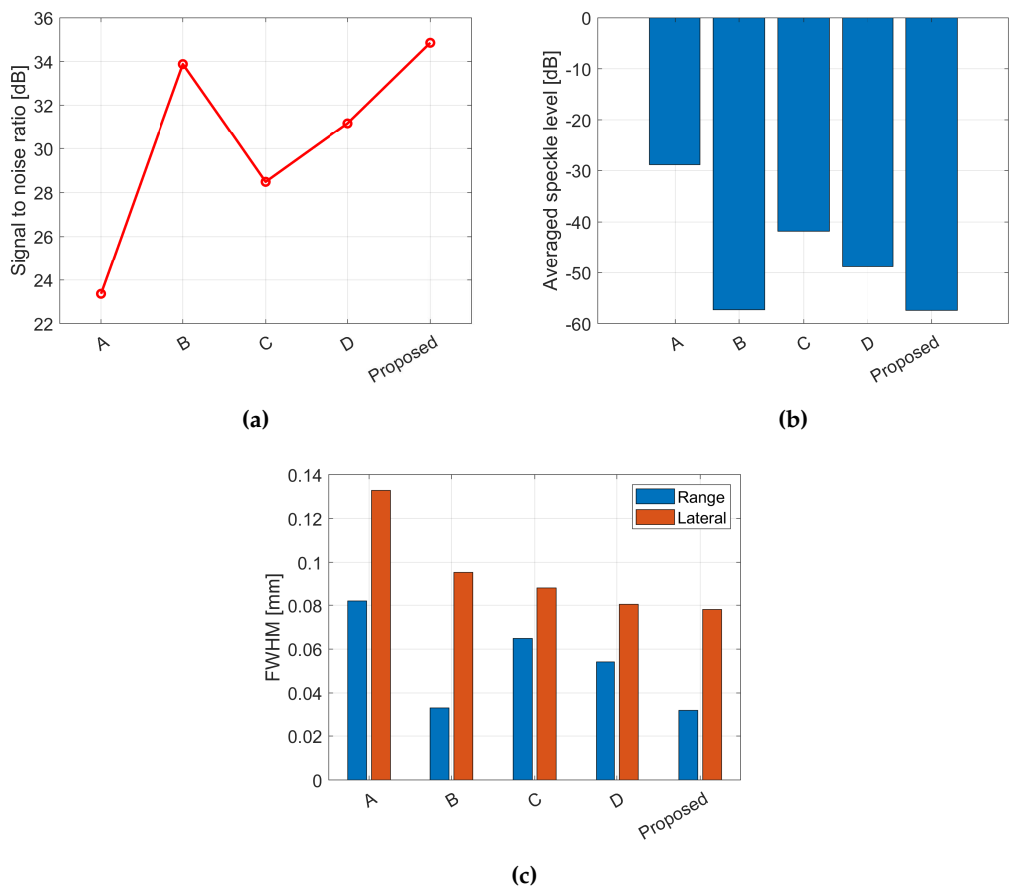 36
34
32
30
28
26
24
22
Signal to noise ratio [dB]
A
B
C
D
Proposed
(a)
0
-10
-20
-30
-40
-50
-60
Averaged speckle level [dB]
A
B
C
D
Proposed
(b)
0.14
0.12
0.1
0.08
0.06
0.04
0.02
0
FWHM [mm]
Range
Lateral
A
B
C
D
Proposed
(c)